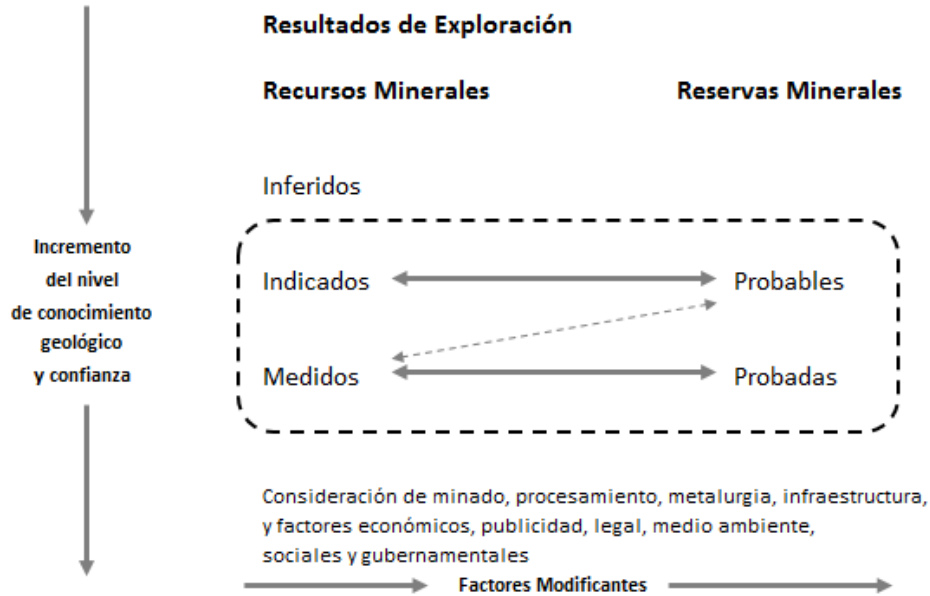 Resultados de Exploración
Recursos Minerales
Reservas Minerales
Inferidos
Incremento
del nivel
de conocimiento
geológico
y confianza
Indicados
Probables
Medidos
Probadas
Consideración de minado, procesamiento, metalurgia, infraestructura,
y factores económicos, publicidad, legal, medio ambiente,
sociales y gubernamentales
Factores Modificantes